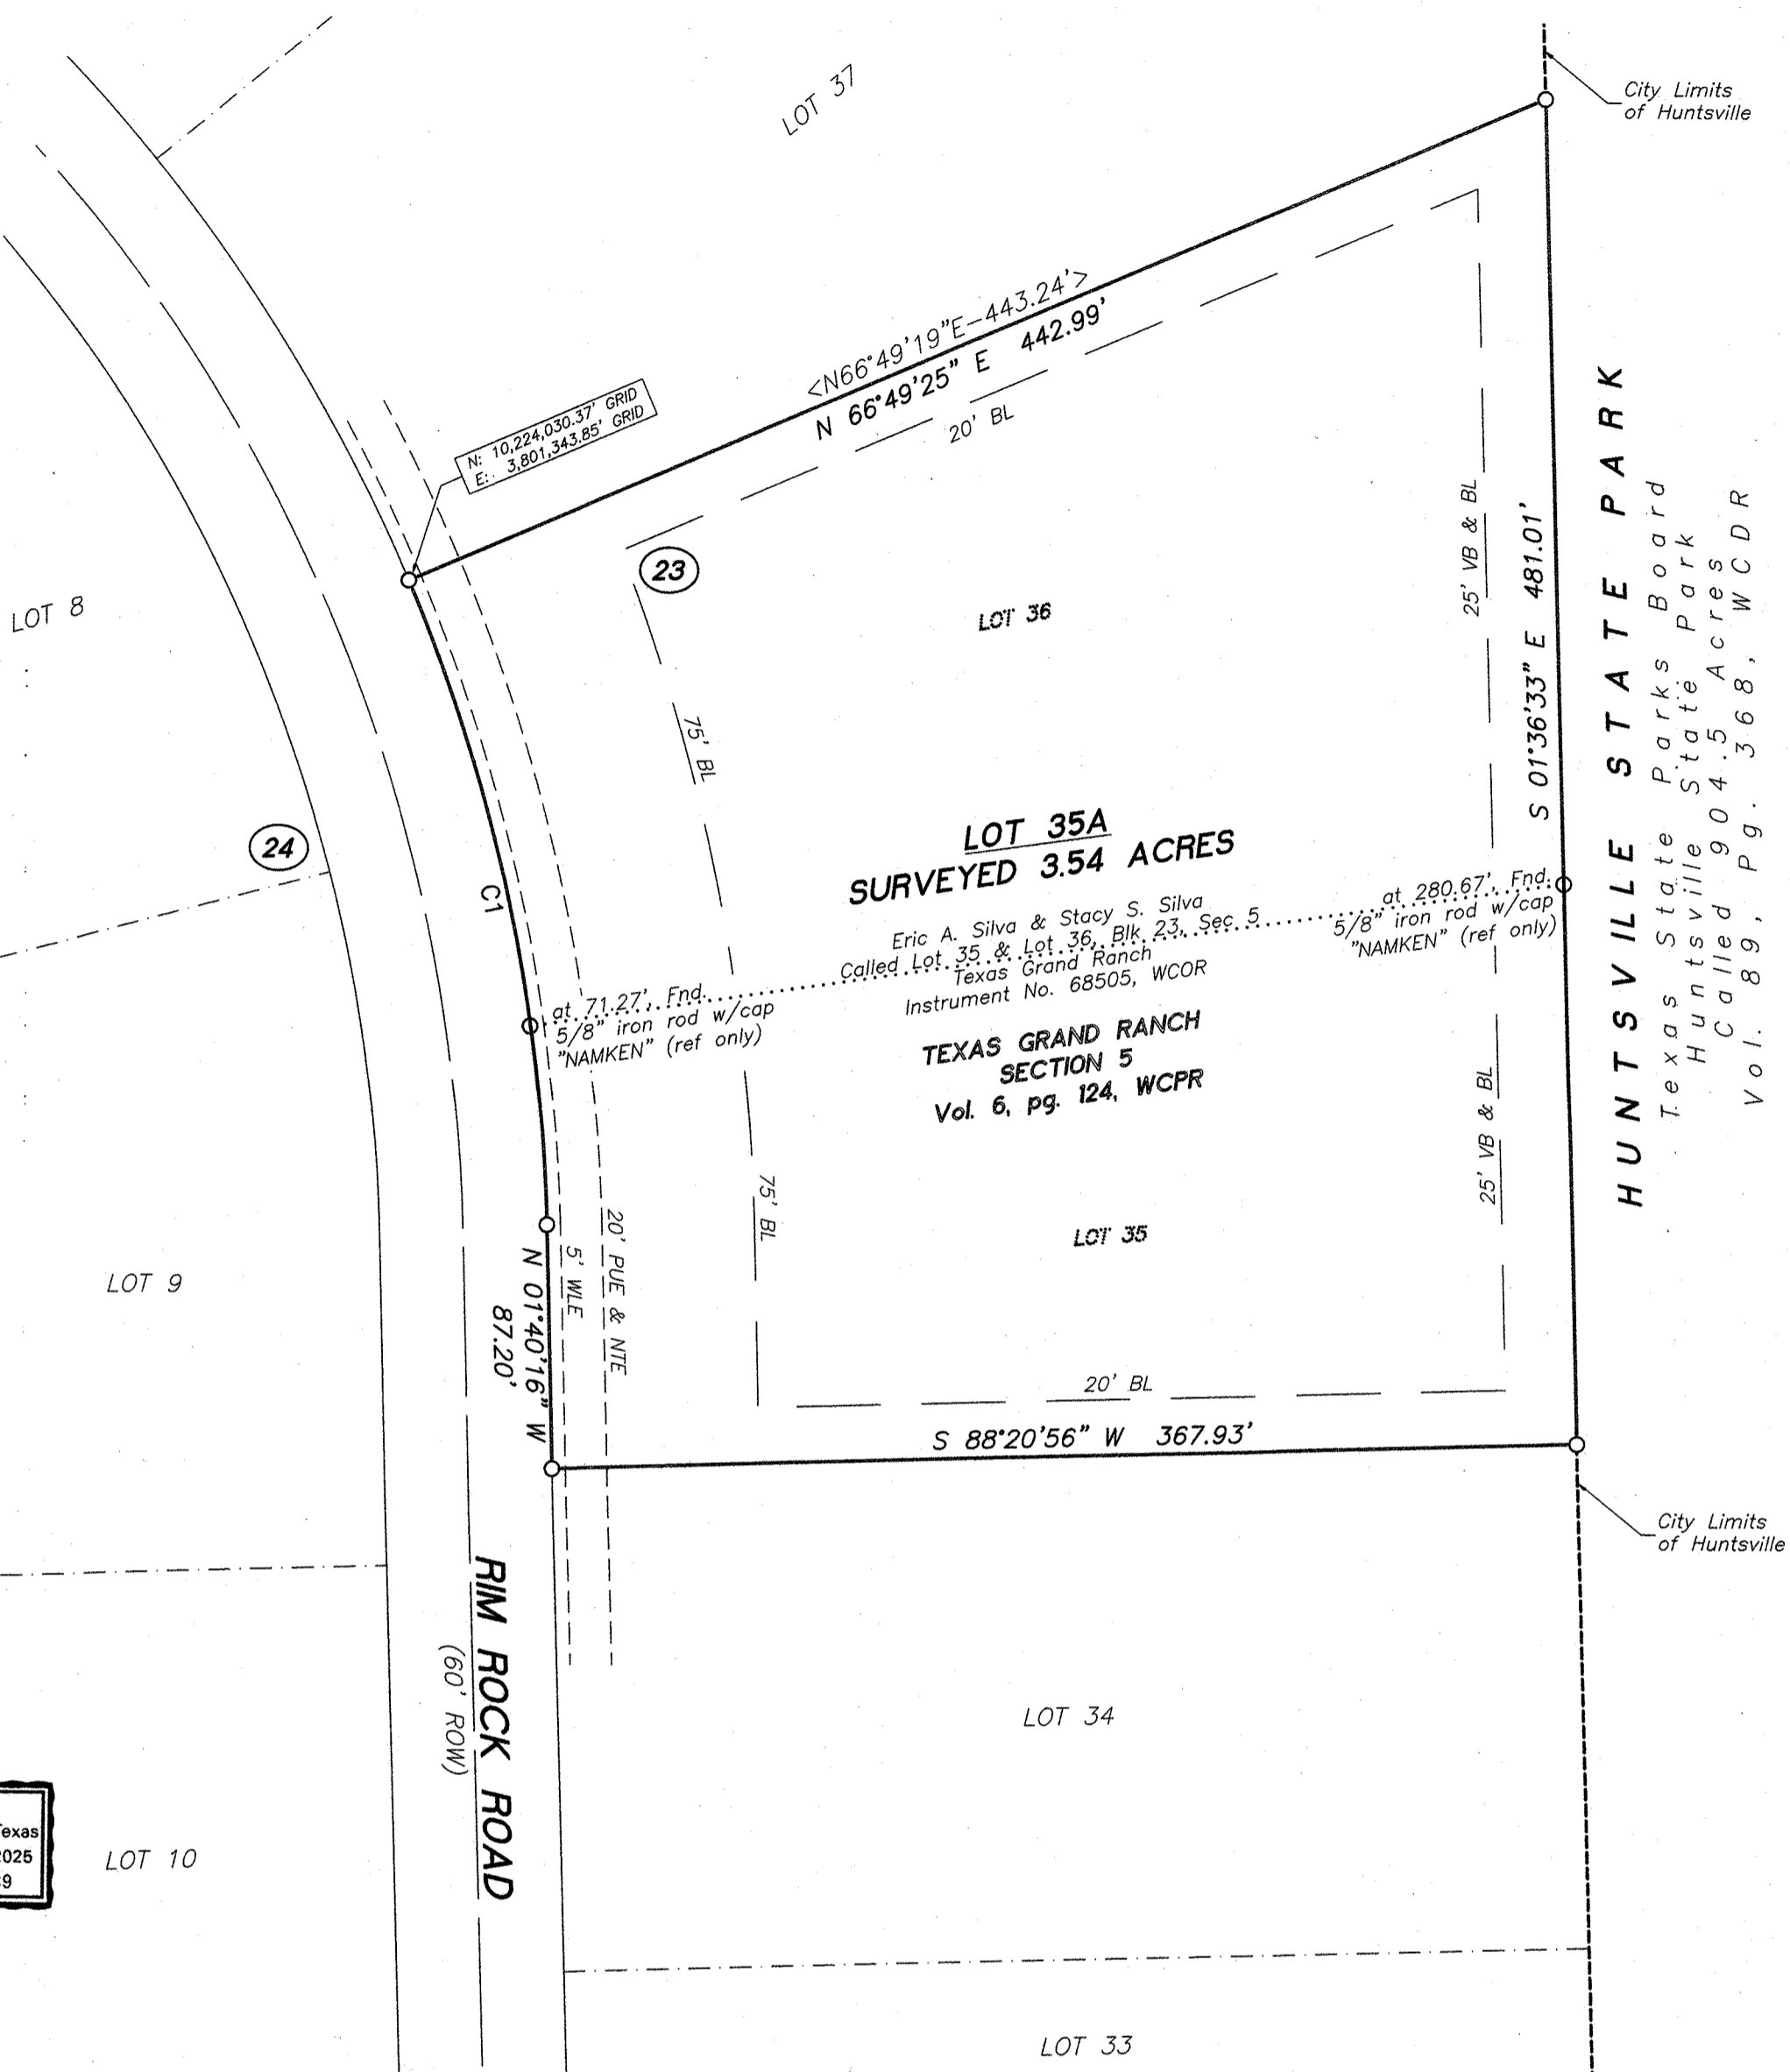 LOT 37
City Limits
of Huntsville
<N66°49'19"E-443.24'>
N 66°49'25" E 442.99'
20' BL
N: 10,224,030.37' GRID
E: 3,801,343.85' GRID
23
LOT 8
LOT 36
25' VB & BL
S 01°36'33" E 481.01'
HUNTSVILLE STATE PARK
Texas State Parks Board
Huntsville State Park
Called 904.5 Acres
Vol. 89, Pg. 368, WCDR
75' BL
24
C1
LOT 35A
SURVEYED 3.54 ACRES
Eric A. Silva & Stacy S. Silva
Called Lot 35 & Lot 36, Blk 23, Sec 5
Texas Grand Ranch
Instrument No. 68505, WCOR
at 280.67', Fnd.
5/8" iron rod w/cap
"NAMKEN" (ref only)
at 71.27', Fnd.
5/8" iron rod w/cap
"NAMKEN" (ref only)
TEXAS GRAND RANCH
SECTION 5
Vol. 6, pg. 124, WCPR
25' VB & BL
75' BL
LOT 35
20' PUE & NTE
5' WLE
N 01°40'16" W
87.20'
LOT 9
20' BL
S 88°20'56" W 367.93'
City Limits
of Huntsville
RIM ROCK ROAD
(60' ROW)
LOT 34
LOT 10
LOT 33